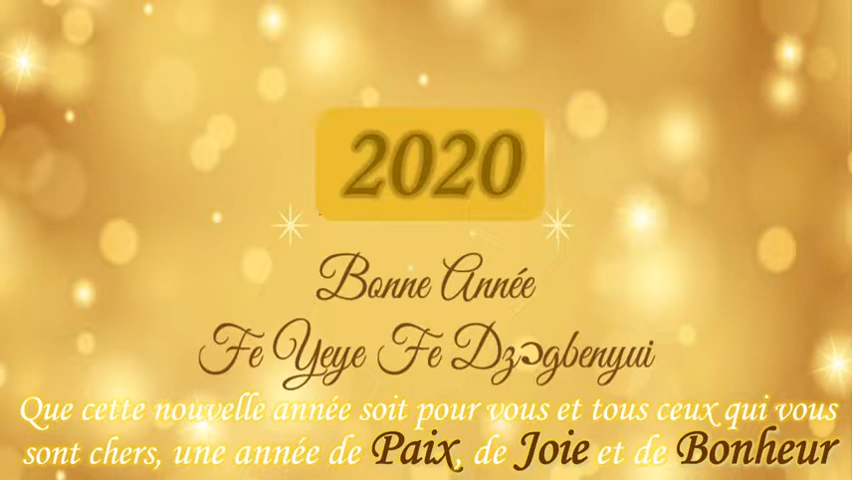 2020
Bonne Année
Fe Yeye Fe Dzɔgbenyui
Que cette nouvelle année soit pour vous et tous ceux qui vous
sont chers, une année de Paix, de Joie et de Bonheur